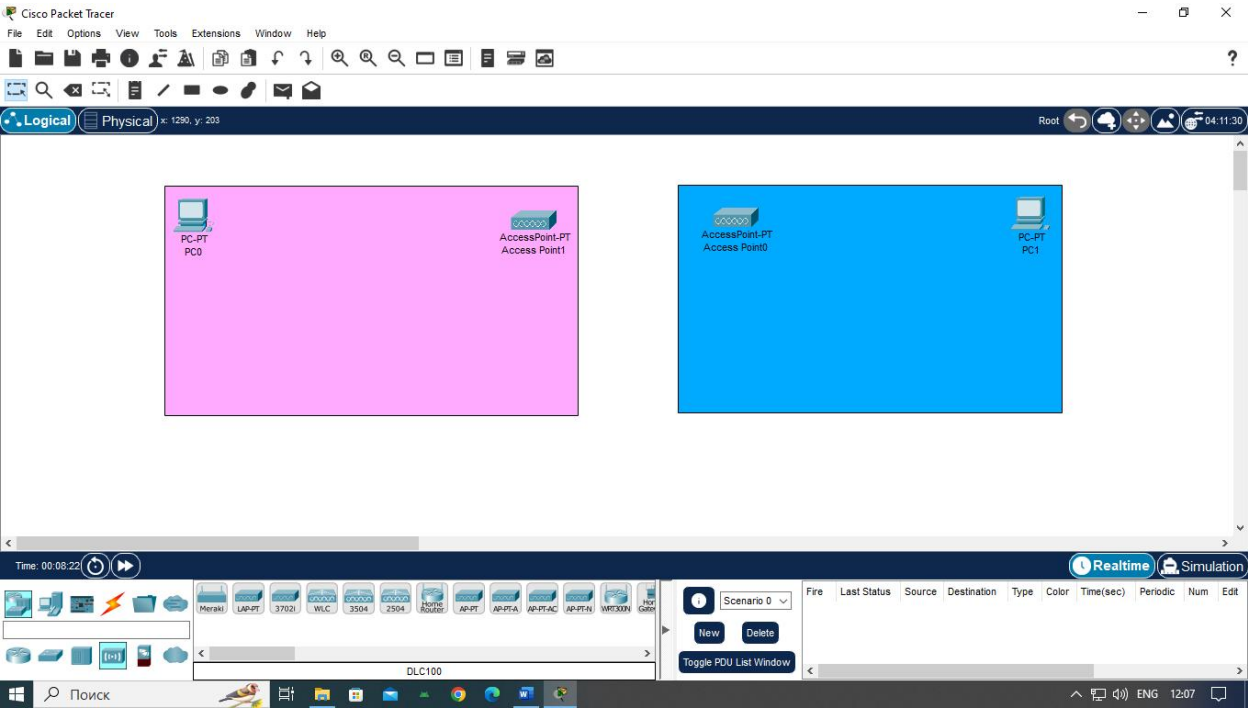 Cisco Packet Tracer
File Edit Options View Tools Extensions Window Help
Logical Physical x: 1290, y: 203 Root 04:11:30
PC-PT
PC0
AccessPoint-PT
Access Point1
AccessPoint-PT
Access Point0
PC-PT
PC1
Time: 00:08:22 Realtime Simulation
Meraki LAP-PT 3702i WLC 3504 2504 Home Router AP-PT AP-PT-A AP-PT-AC AP-PT-N WRT300N
DLC100
Scenario 0
New Delete
Toggle PDU List Window
Fire Last Status Source Destination Type Color Time(sec) Periodic Num Edit
Поиск ENG 12:07